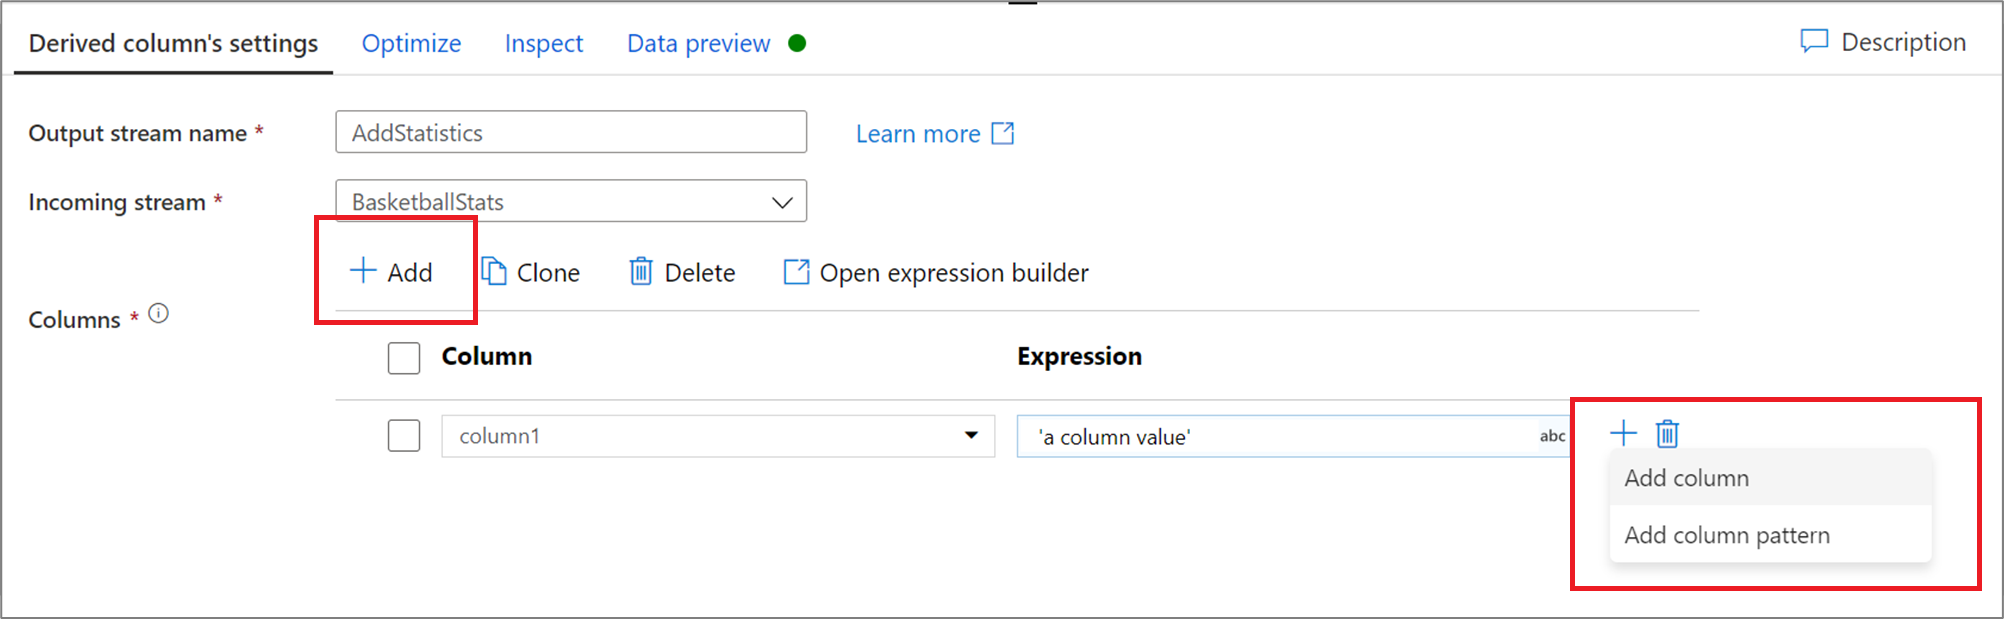 Derived column's settings Optimize Inspect Data preview Description
Output stream name * AddStatistics Learn more
Incoming stream * BasketballStats
Add Clone Delete Open expression builder
Columns *
Column Expression
column1 'a column value' abc
Add column
Add column pattern